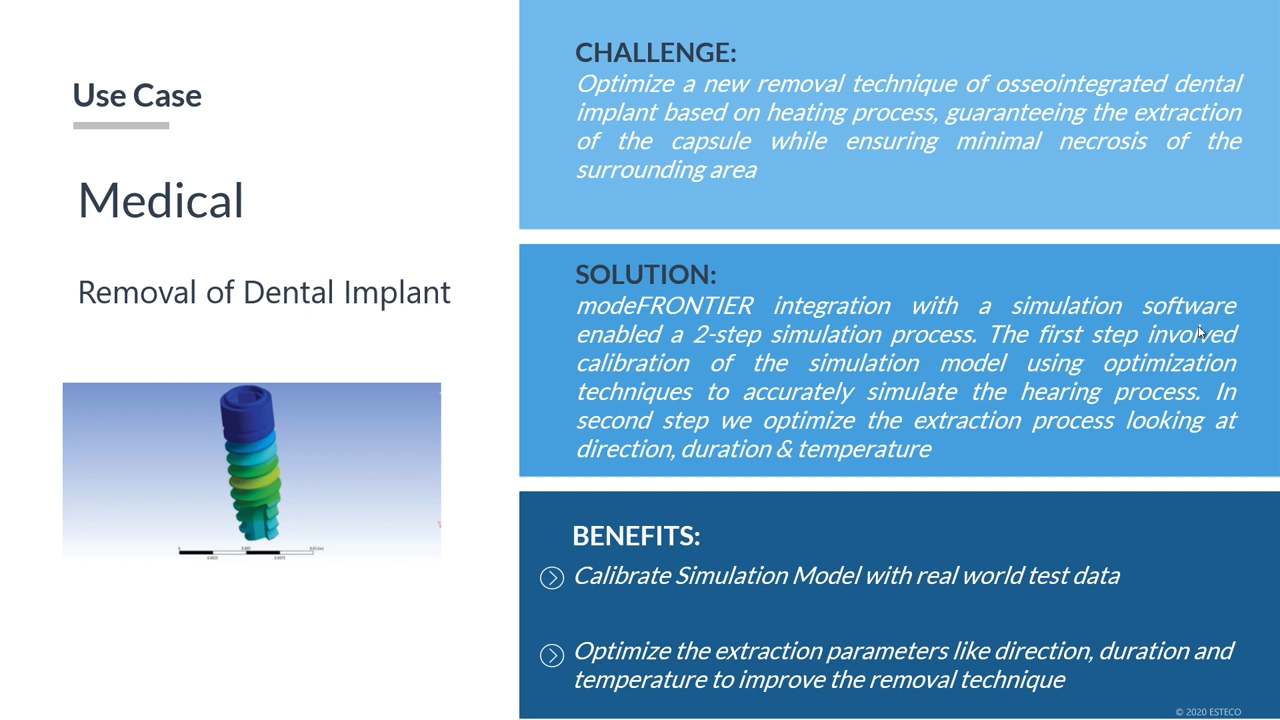 Use Case
Medical
Removal of Dental Implant
CHALLENGE:
Optimize a new removal technique of osseointegrated dental
implant based on heating process, guaranteeing the extraction
of the capsule while ensuring minimal necrosis of the
surrounding area
SOLUTION:
modeFRONTIER integration with a simulation software
enabled a 2-step simulation process. The first step involved
calibration of the simulation model using optimization
techniques to accurately simulate the hearing process. In
second step we optimize the extraction process looking at
direction, duration & temperature
BENEFITS:
Calibrate Simulation Model with real world test data
Optimize the extraction parameters like direction, duration and
temperature to improve the removal technique
© 2020 ESTECO